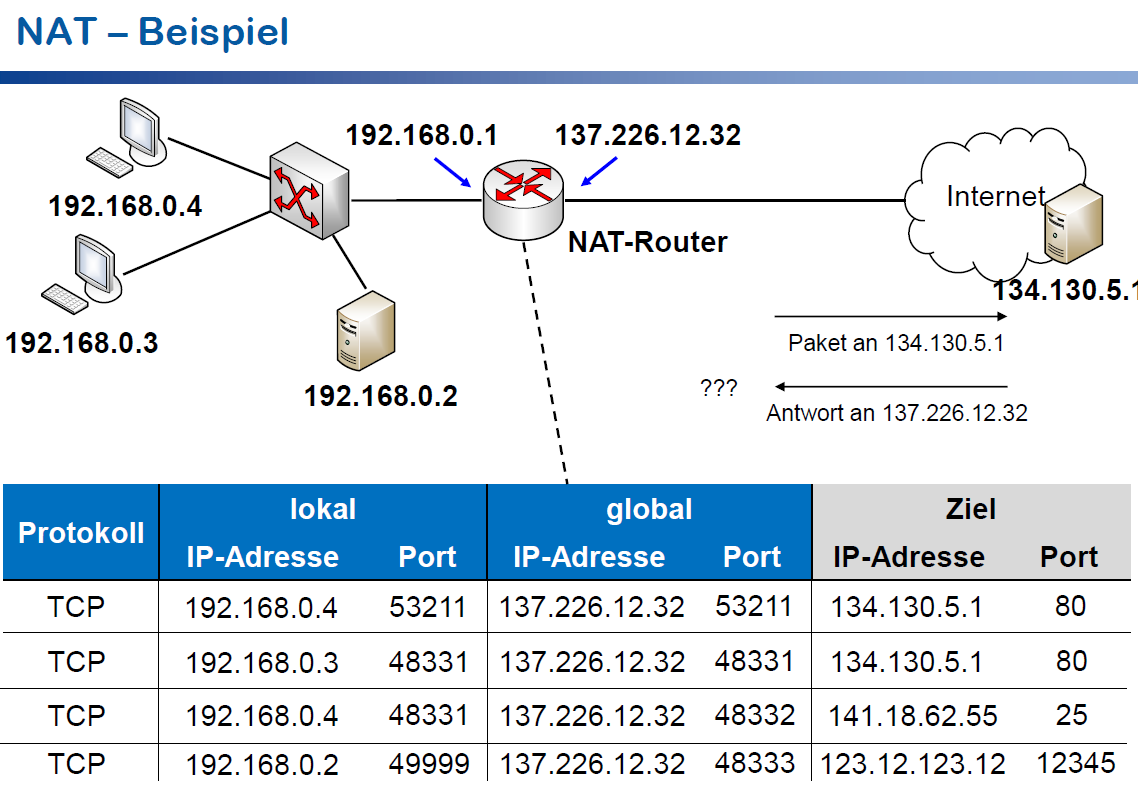 NAT – Beispiel
192.168.0.1 137.226.12.32
192.168.0.4
Internet
NAT-Router
134.130.5.1
192.168.0.3
Paket an 134.130.5.1
192.168.0.2
???
Antwort an 137.226.12.32
Protokoll lokal global Ziel
IP-Adresse Port IP-Adresse Port IP-Adresse Port
TCP 192.168.0.4 53211 137.226.12.32 53211 134.130.5.1 80
TCP 192.168.0.3 48331 137.226.12.32 48331 134.130.5.1 80
TCP 192.168.0.4 48331 137.226.12.32 48332 141.18.62.55 25
TCP 192.168.0.2 49999 137.226.12.32 48333 123.12.123.12 12345